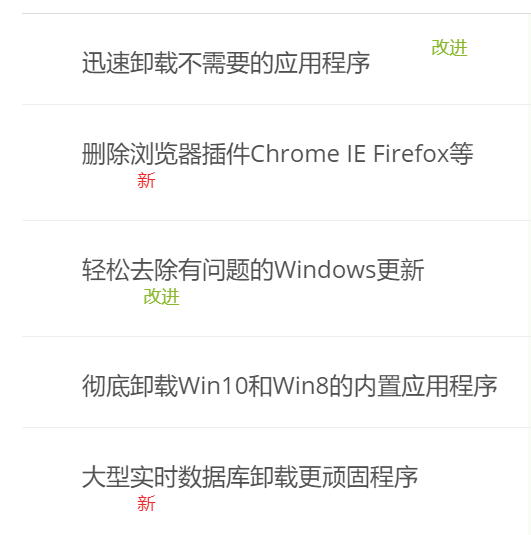 迅速卸载不需要的应用程序 改进
删除浏览器插件Chrome IE Firefox等
新
轻松去除有问题的Windows更新
改进
彻底卸载Win10和Win8的内置应用程序
大型实时数据库卸载更顽固程序
新